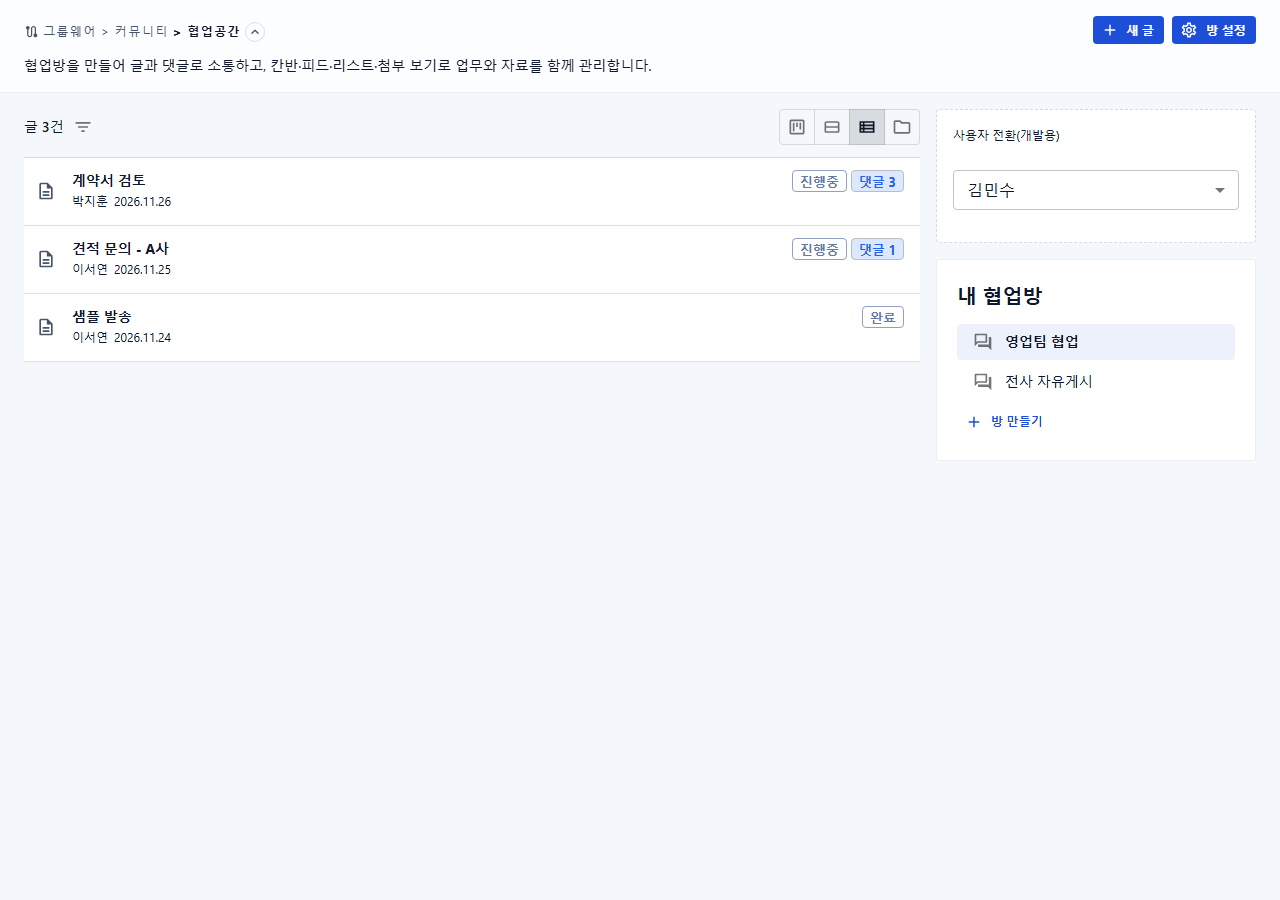 그룹웨어 > 커뮤니티 > 협업공간
새 글
방 설정
협업방을 만들어 글과 댓글로 소통하고, 칸반·피드·리스트·첨부 보기로 업무와 자료를 함께 관리합니다.
글 3건
계약서 검토
박지훈 2026.11.26
진행중
댓글 3
견적 문의 - A사
이서연 2026.11.25
진행중
댓글 1
샘플 발송
이서연 2026.11.24
완료
사용자 전환(개발용)
김민수
내 협업방
영업팀 협업
전사 자유게시
방 만들기